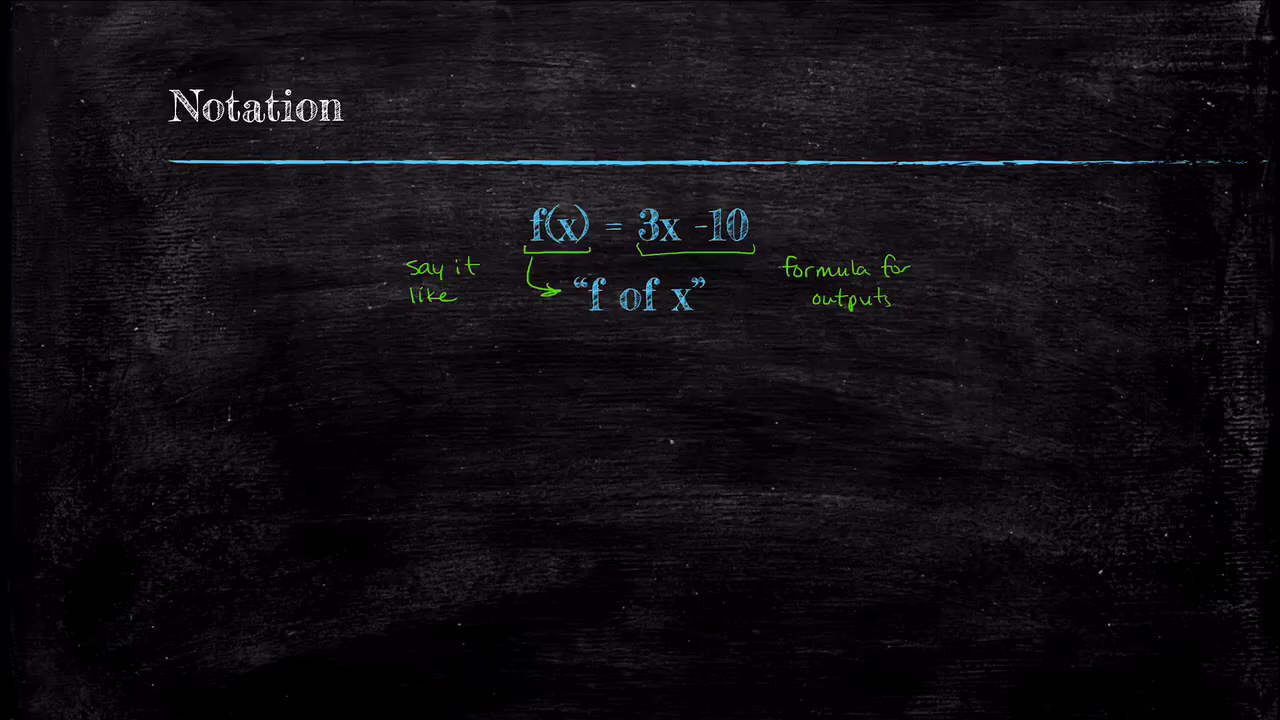 Notation
f(x) = 3x -10
say it
like
“f of x”
formula for
outputs